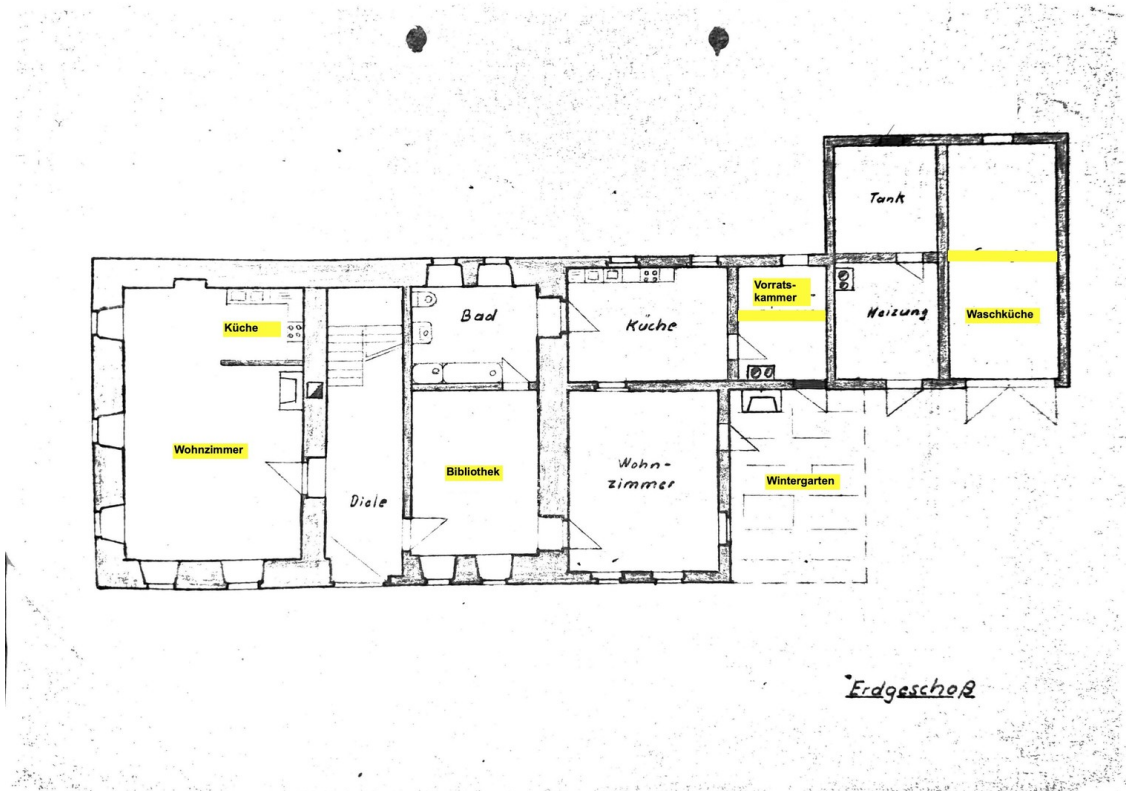 Tank
Vorrats-
kammer
Bad
Küche
Heizung
Waschküche
Küche
Wohnzimmer
Bibliothek
Wohn-
zimmer
Wintergarten
Diele
Erdgeschoß